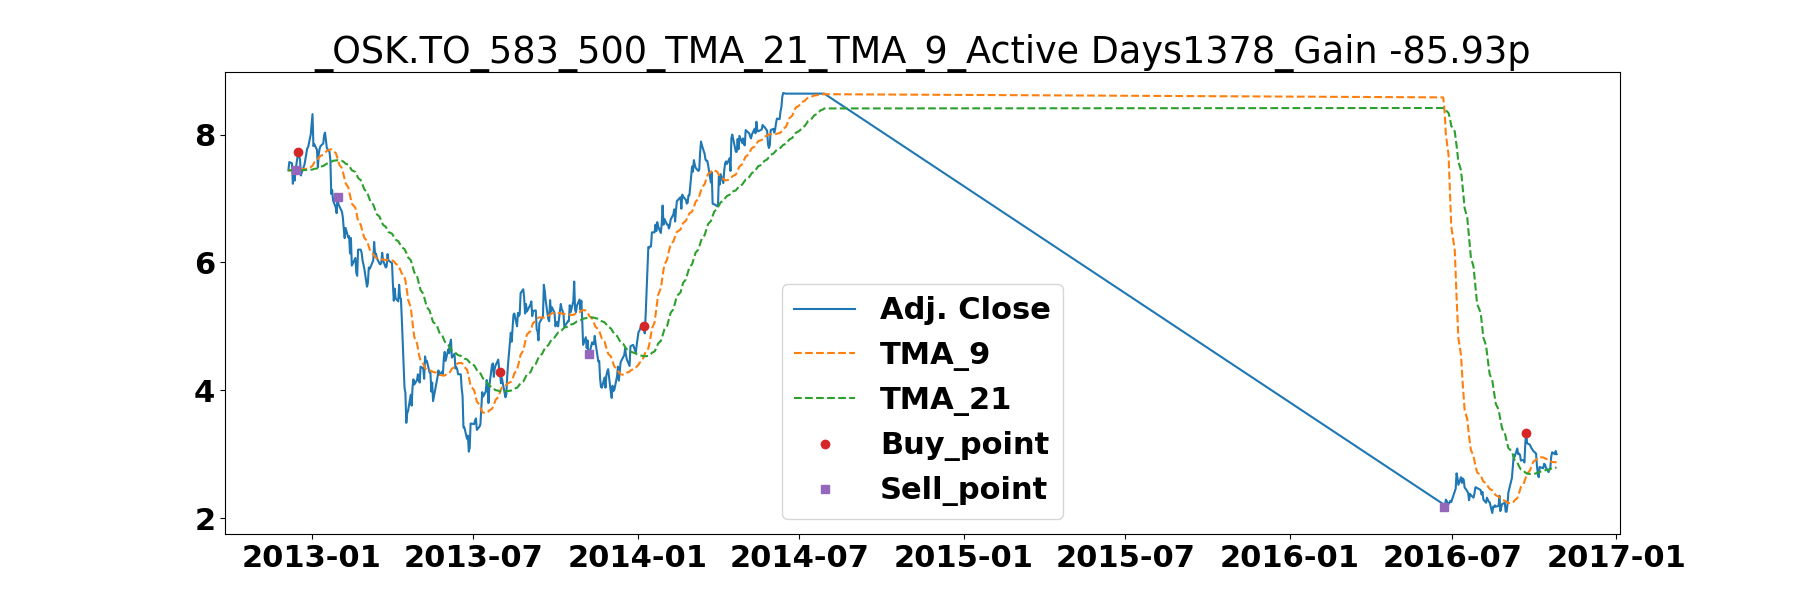 _OSK.TO_583_500_TMA_21_TMA_9_Active Days1378_Gain -85.93p
8
6
4
2
Adj. Close
TMA_9
TMA_21
Buy_point
Sell_point
2013-01 2013-07 2014-01 2014-07 2015-01 2015-07 2016-01 2016-07 2017-01